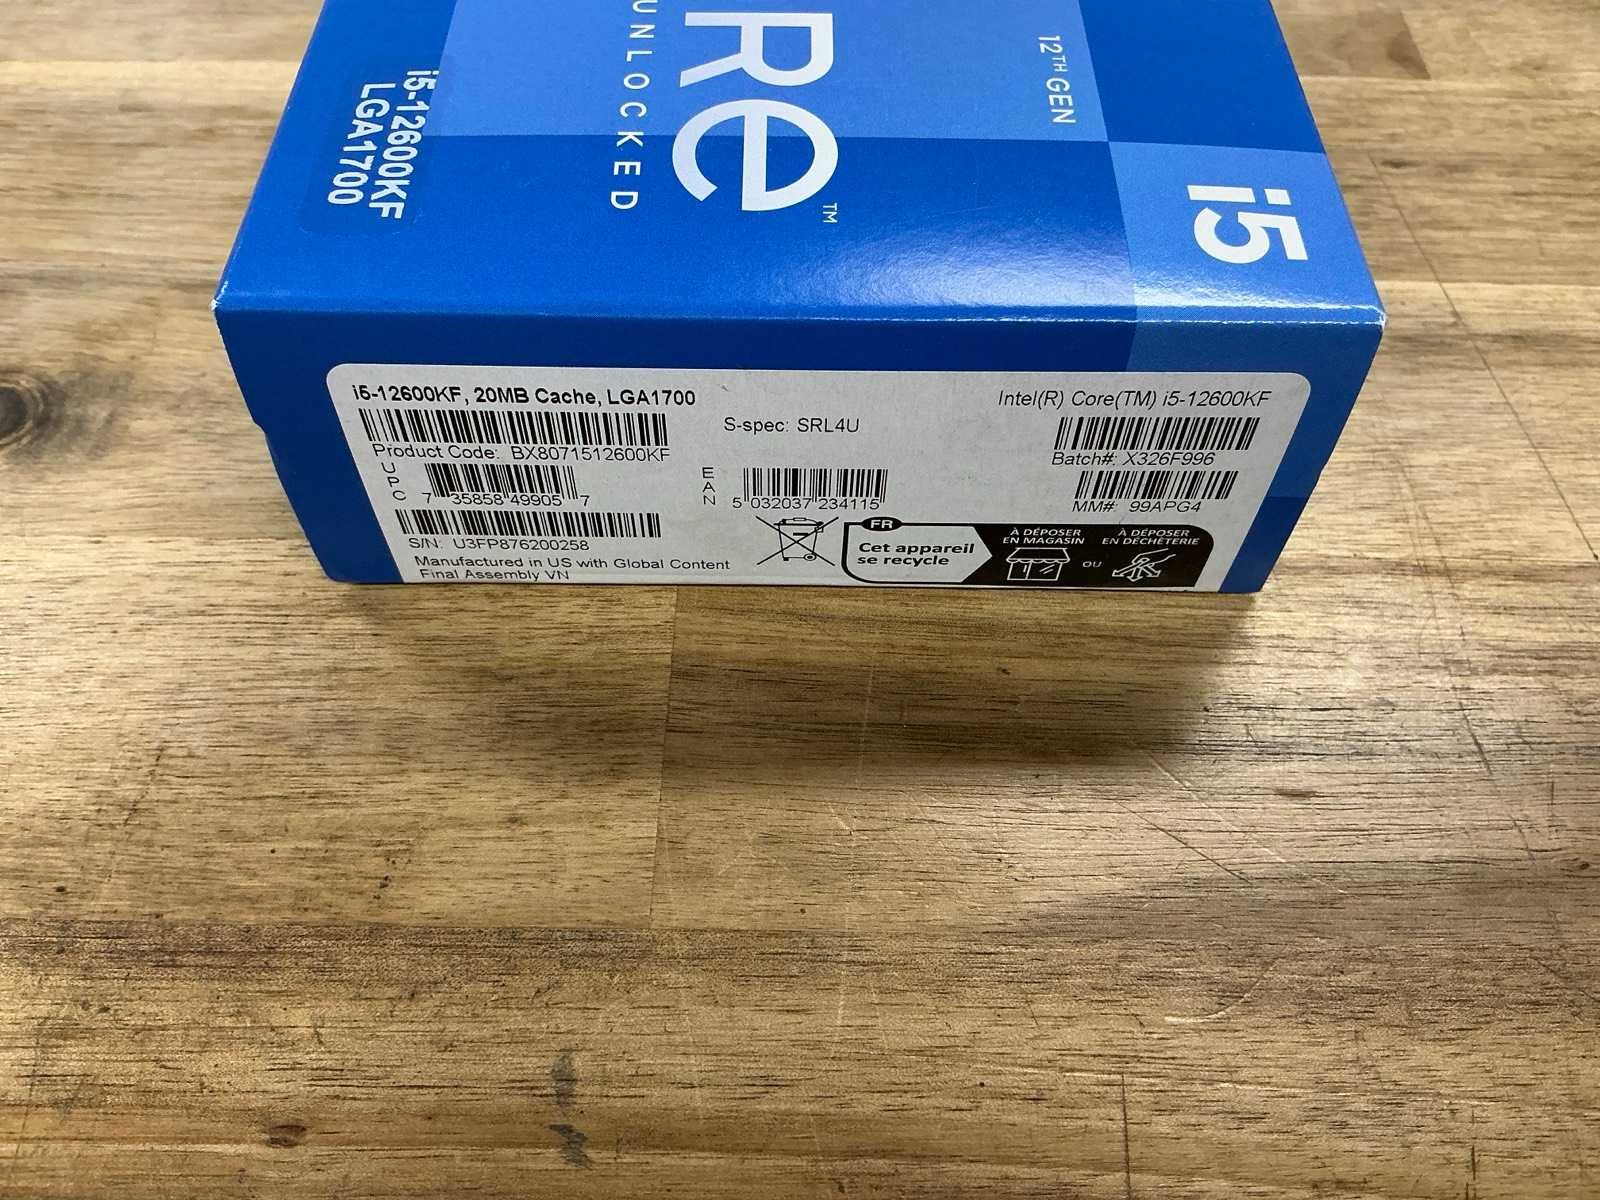 Re™
UNLOCKED
12TH GEN
i5
i5-12600KF
LGA1700
i5-12600KF, 20MB Cache, LGA1700
Product Code: BX8071512600KF
UPC
7 35858 49905 7
S/N: U3FP876200258
Manufactured in US with Global Content
Final Assembly VN
S-spec: SRL4U
EAN
5 032037 234115
Intel(R) Core(TM) i5-12600KF
Batch#: X326F996
MM#: 99APG4
FR
Cet appareil
se recycle
À DÉPOSER
EN MAGASIN
OU
À DÉPOSER
EN DÉCHÈTERIE